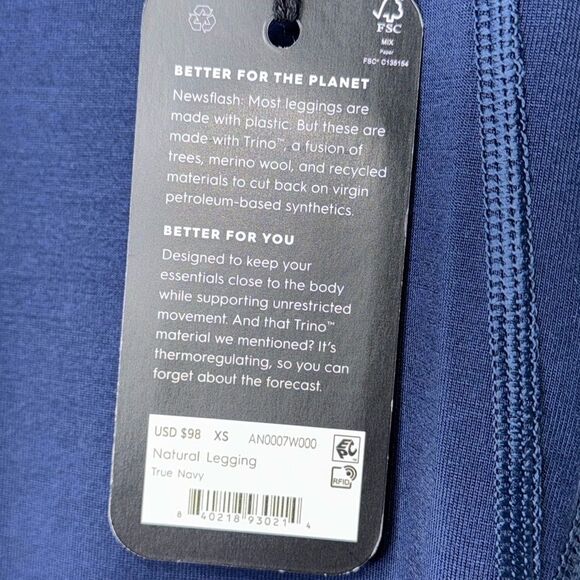 FSC
MIX
Paper
FSC® C135154
BETTER FOR THE PLANET
Newsflash: Most leggings are
made with plastic. But these are
made with Trino™, a fusion of
trees, merino wool, and recycled
materials to cut back on virgin
petroleum-based synthetics.
BETTER FOR YOU
Designed to keep your
essentials close to the body
while supporting unrestricted
movement. And that Trino™
material we mentioned? It's
thermoregulating, so you can
forget about the forecast.
USD $98 XS AN0007W000
EPC
Natural Legging
True Navy
RFID
8 40218 93021 4